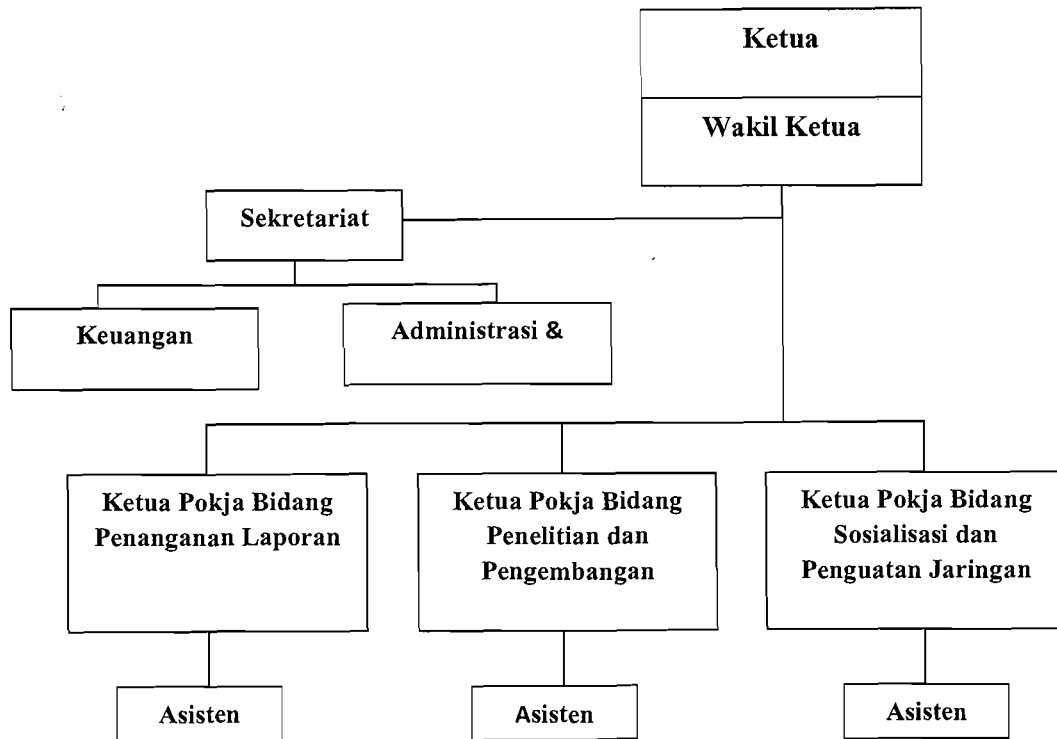 Ketua
Wakil Ketua
Sekretariat
Keuangan
Administrasi &
Ketua Pokja Bidang
Penanganan Laporan
Ketua Pokja Bidang
Penelitian dan
Pengembangan
Ketua Pokja Bidang
Sosialisasi dan
Penguatan Jaringan
Asisten
Asisten
Asisten